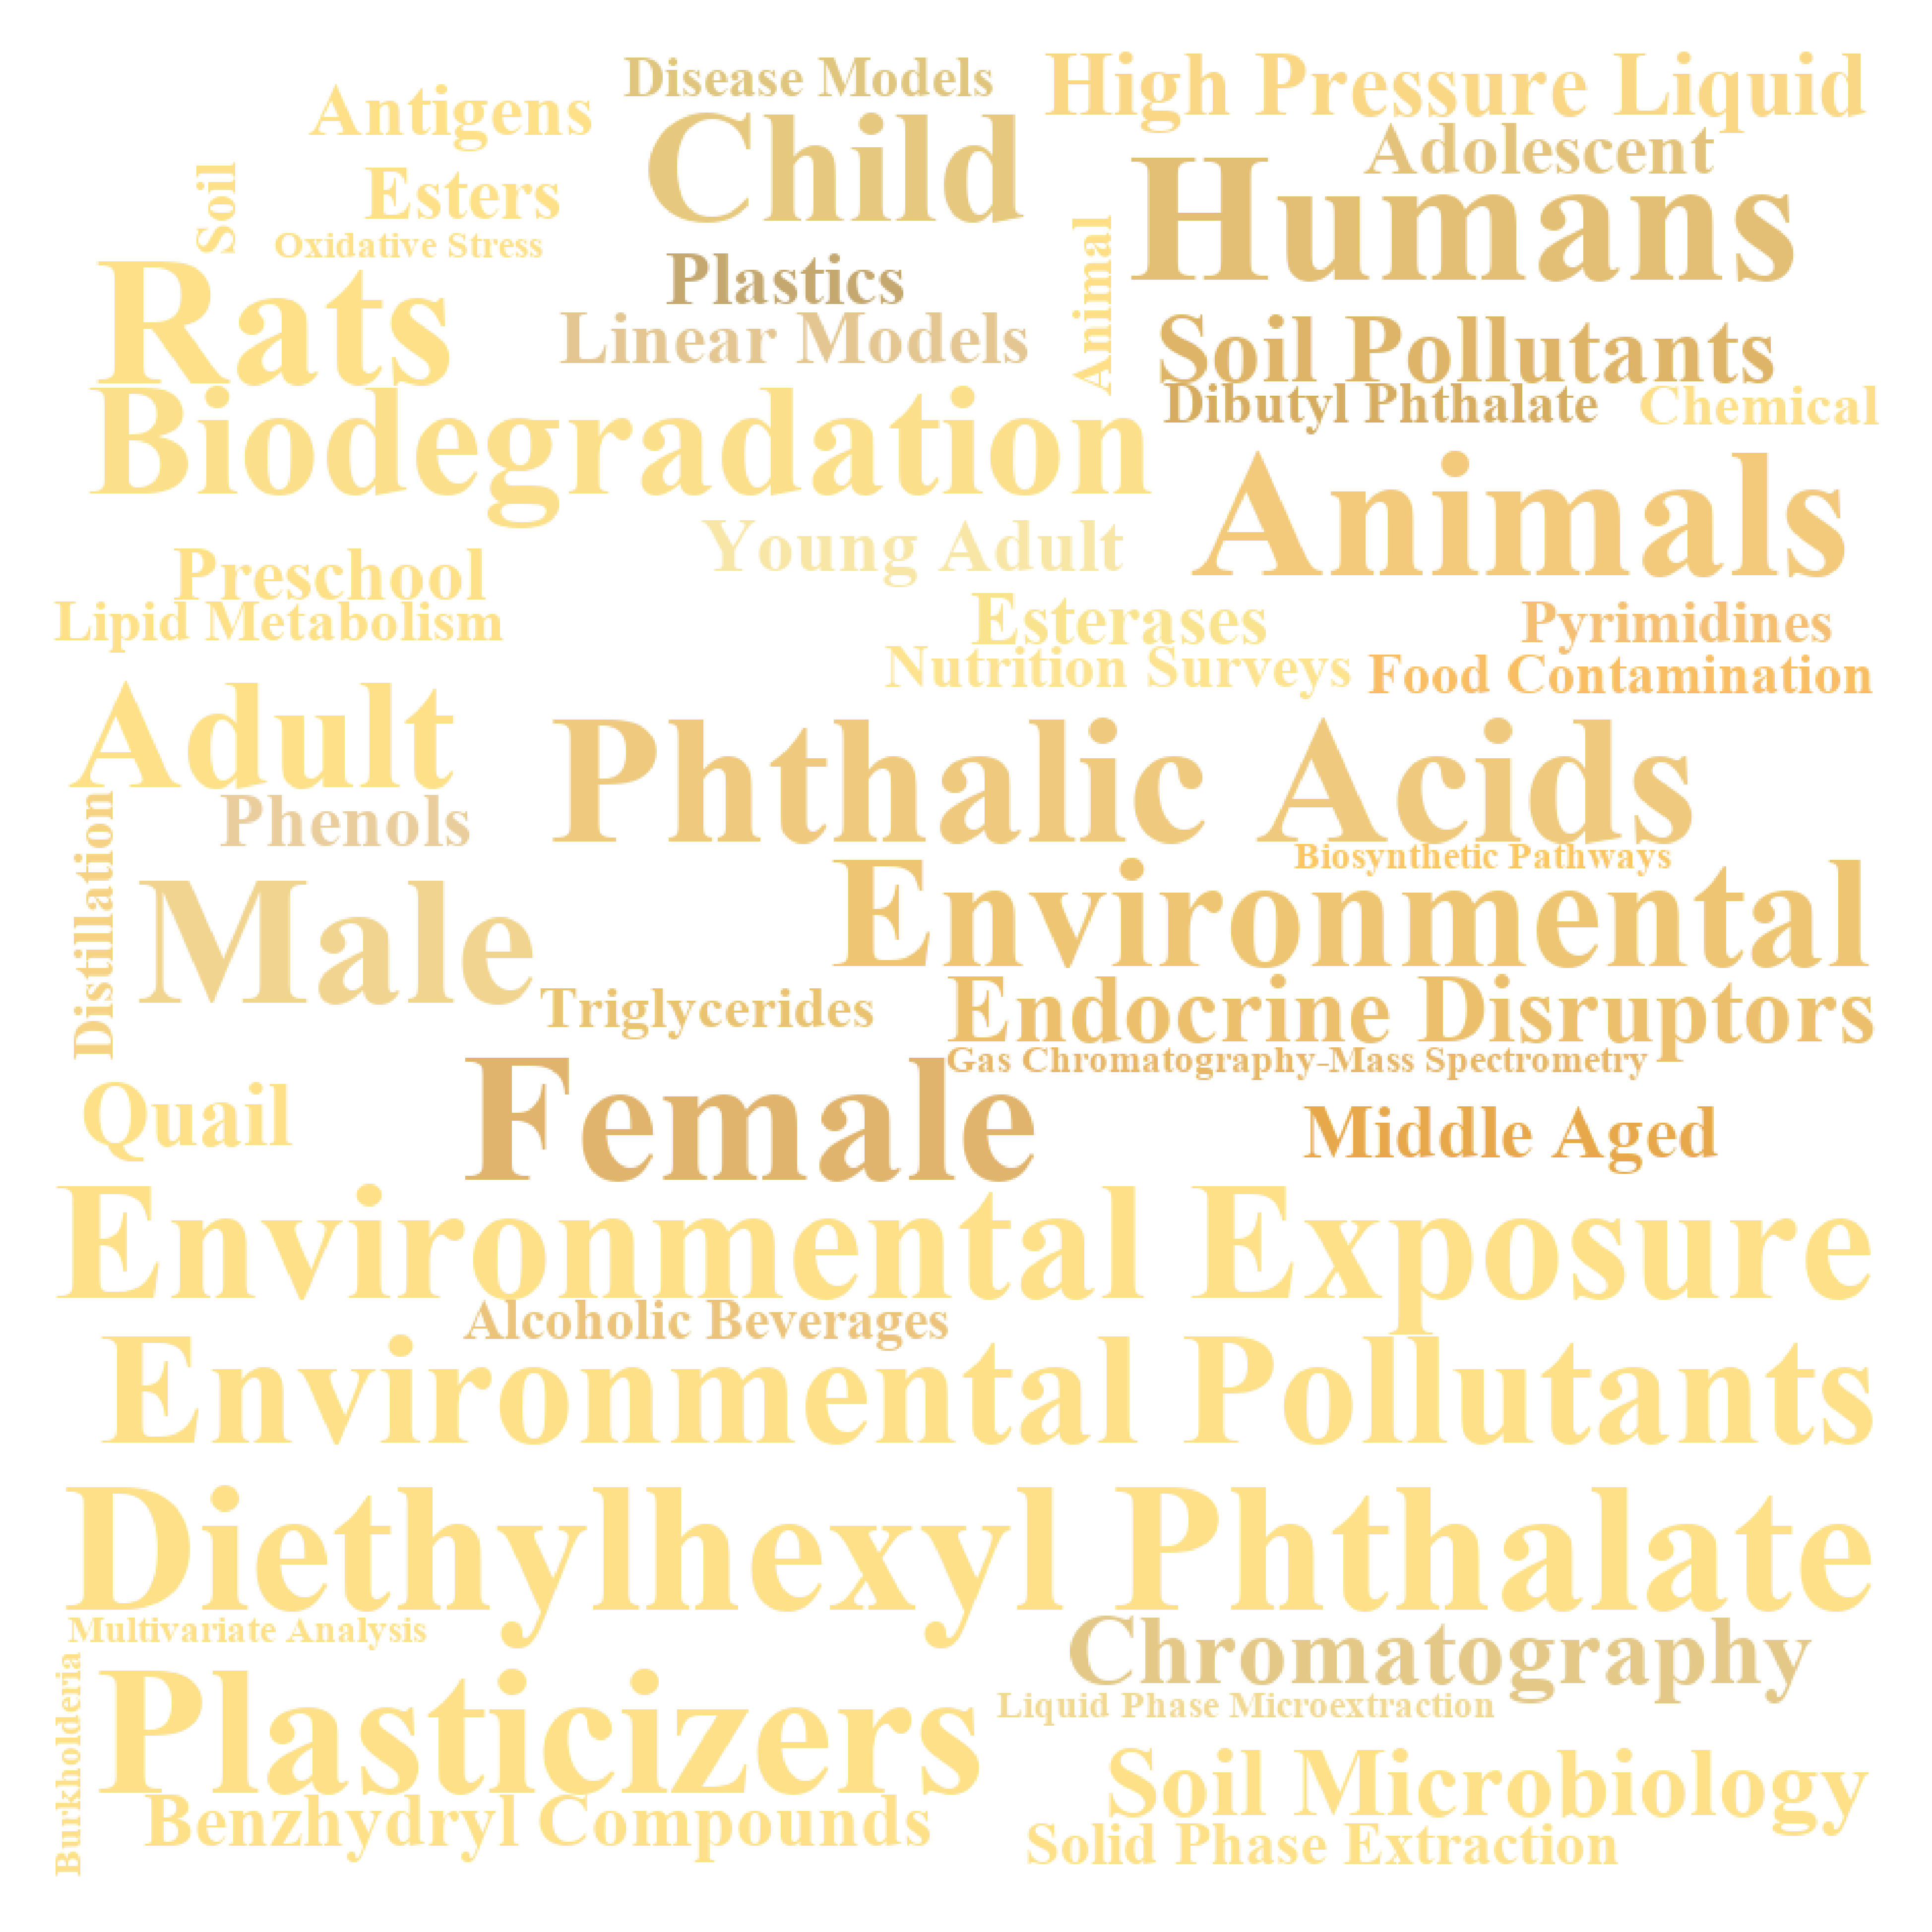 Disease Models
High Pressure Liquid
Antigens
Child
Adolescent
Humans
Soil
Esters
Oxidative Stress
Animal
Rats
Plastics
Linear Models
Soil Pollutants
Dibutyl Phthalate
Chemical
Biodegradation
Animals
Young Adult
Preschool
Lipid Metabolism
Esterases
Pyrimidines
Nutrition Surveys
Food Contamination
Adult
Phthalic Acids
Phenols
Distillation
Biosynthetic Pathways
Environmental
Male
Triglycerides
Endocrine Disruptors
Gas Chromatography-Mass Spectrometry
Quail
Female
Middle Aged
Environmental Exposure
Alcoholic Beverages
Environmental Pollutants
Diethylhexyl Phthalate
Multivariate Analysis
Chromatography
Burkholderia
Plasticizers
Liquid Phase Microextraction
Soil Microbiology
Benzhydryl Compounds
Solid Phase Extraction